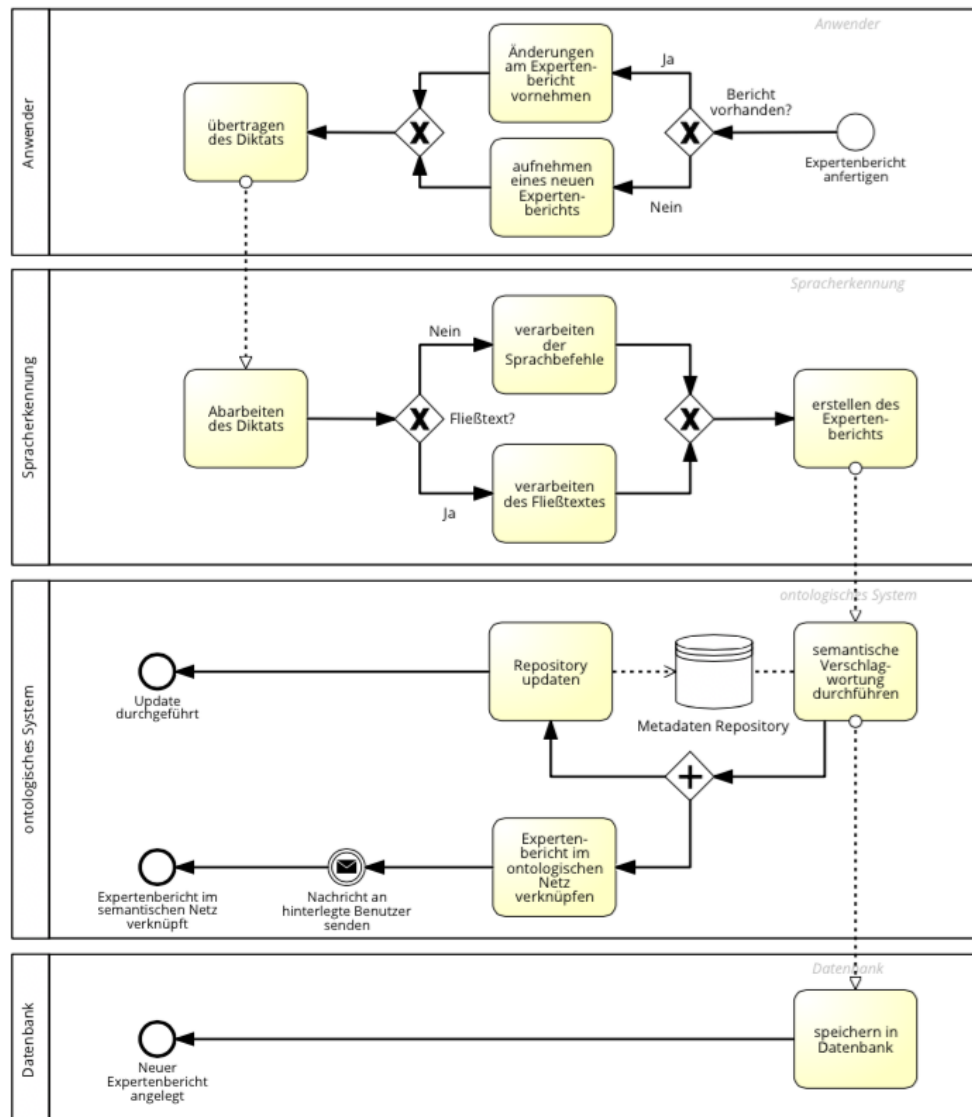 Anwender
Anwender
Änderungen
am Experten-
bericht
vornehmen
Ja
Bericht
vorhanden?
übertragen
des Diktats
X
X
Expertenbericht
anfertigen
aufnehmen
eines neuen
Experten-
berichts
Nein
Spracherkennung
Spracherkennung
Nein
verarbeiten
der
Sprachbefehle
Abarbeiten
des Diktats
X
Fließtext?
X
erstellen des
Experten-
berichts
Ja
verarbeiten
des Fließtextes
ontologisches System
ontologisches System
Update
durchgeführt
Repository
updaten
Metadaten Repository
semantische
Verschlag-
wortung
durchführen
Expertenbericht im
semantischen Netz
verknüpft
Nachricht an
hinterlegte Benutzer
senden
Experten-
bericht im
ontologischen
Netz
verknüpfen
Datenbank
Datenbank
Neuer
Expertenbericht
angelegt
speichern in
Datenbank